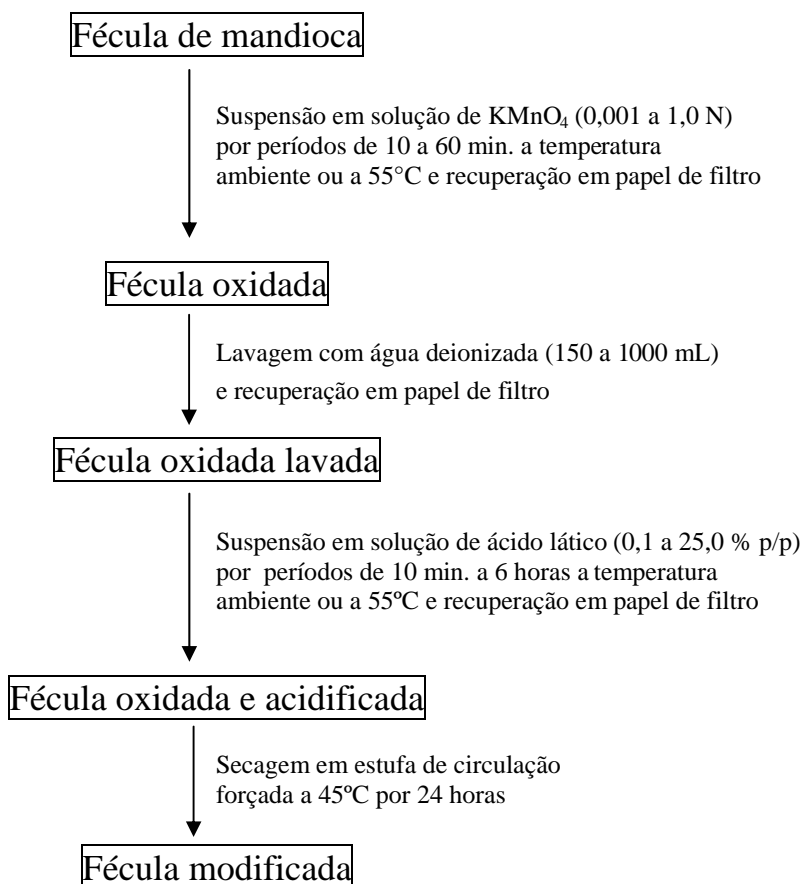 Fécula de mandioca
Suspensão em solução de KMnO₄ (0,001 a 1,0 N)
por períodos de 10 a 60 min. a temperatura
ambiente ou a 55°C e recuperação em papel de filtro
Fécula oxidada
Lavagem com água deionizada (150 a 1000 mL)
e recuperação em papel de filtro
Fécula oxidada lavada
Suspensão em solução de ácido lático (0,1 a 25,0 % p/p)
por períodos de 10 min. a 6 horas a temperatura
ambiente ou a 55ºC e recuperação em papel de filtro
Fécula oxidada e acidificada
Secagem em estufa de circulação
forçada a 45ºC por 24 horas
Fécula modificada